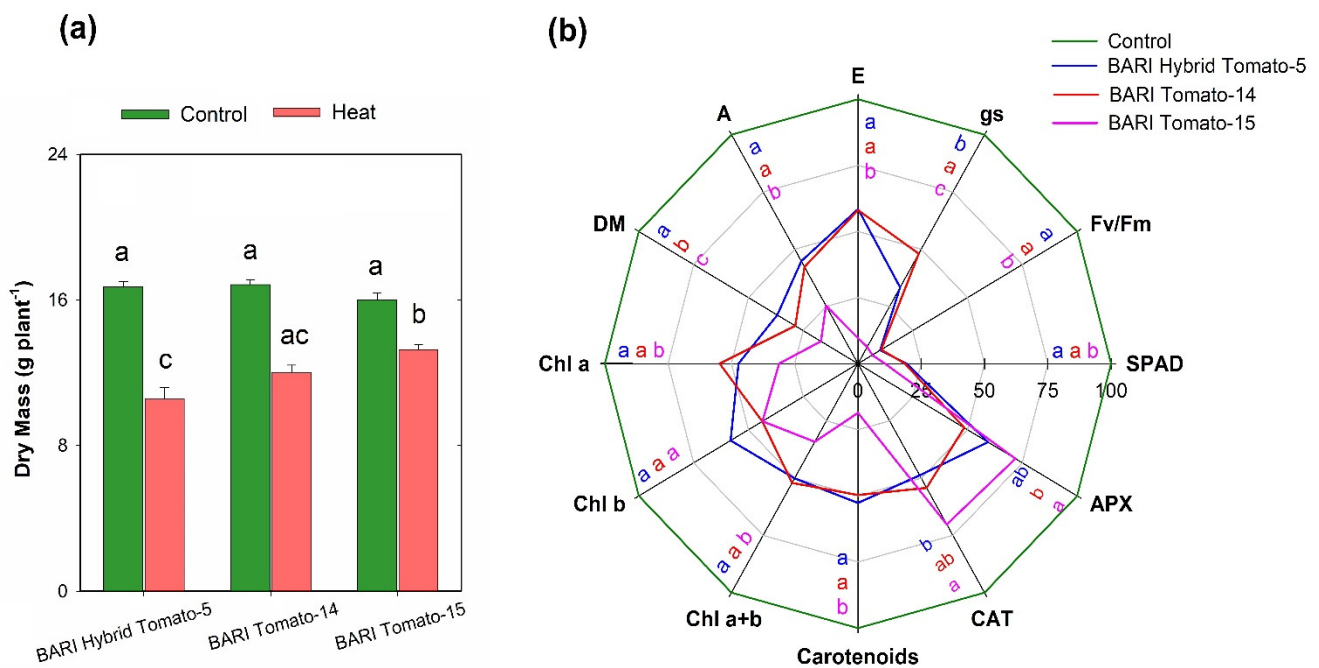 (a)
Control Heat
24
16
8
0
Dry Mass (g plant⁻¹)
a a a
c ac b
BARI Hybrid Tomato-5
BARI Tomato-14
BARI Tomato-15
(b)
Control
BARI Hybrid Tomato-5
BARI Tomato-14
BARI Tomato-15
E
a
a
b
gs
b
a
c
Fv/Fm
a
a
b
SPAD
a a b
0 25 50 75 100
APX
ab
b
a
CAT
b
ab
a
Carotenoids
a
a
b
Chl a+b
a a b
Chl b
a a a
Chl a
a a b
DM
a
b
c
A
a
a
b